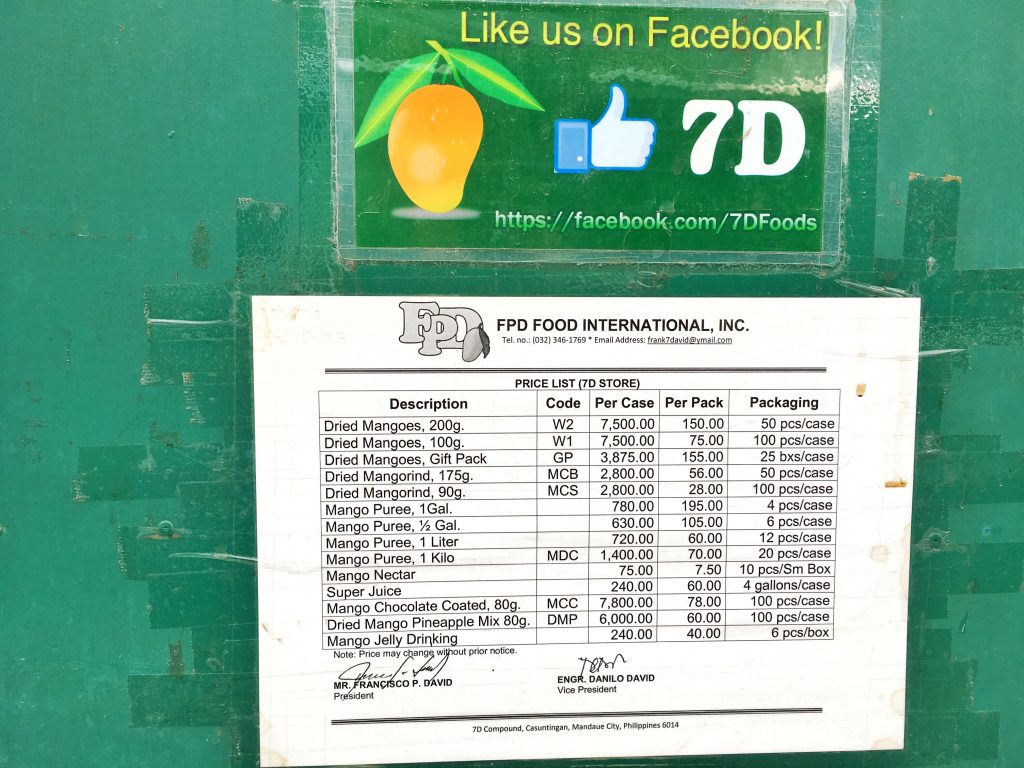 Like us on Facebook!
7D
https://facebook.com/7DFoods
FPD
FPD FOOD INTERNATIONAL, INC.
Tel. no.: (032) 346-1769 * Email Address: frank7david@ymail.com
PRICE LIST (7D STORE)
Description Code Per Case Per Pack Packaging
Dried Mangoes, 200g. W2 7,500.00 150.00 50 pcs/case
Dried Mangoes, 100g. W1 7,500.00 75.00 100 pcs/case
Dried Mangoes, Gift Pack GP 3,875.00 155.00 25 bxs/case
Dried Mangorind, 175g. MCB 2,800.00 56.00 50 pcs/case
Dried Mangorind, 90g. MCS 2,800.00 28.00 100 pcs/case
Mango Puree, 1Gal. 780.00 195.00 4 pcs/case
Mango Puree, ½ Gal. 630.00 105.00 6 pcs/case
Mango Puree, 1 Liter 720.00 60.00 12 pcs/case
Mango Puree, 1 Kilo MDC 1,400.00 70.00 20 pcs/case
Mango Nectar 75.00 7.50 10 pcs/Sm Box
Super Juice 240.00 60.00 4 gallons/case
Mango Chocolate Coated, 80g. MCC 7,800.00 78.00 100 pcs/case
Dried Mango Pineapple Mix 80g. DMP 6,000.00 60.00 100 pcs/case
Mango Jelly Drinking 240.00 40.00 6 pcs/box
Note: Price may change without prior notice.
MR. FRANCISCO P. DAVID
President
ENGR. DANILO DAVID
Vice President
7D Compound, Casuntingan, Mandaue City, Philippines 6014